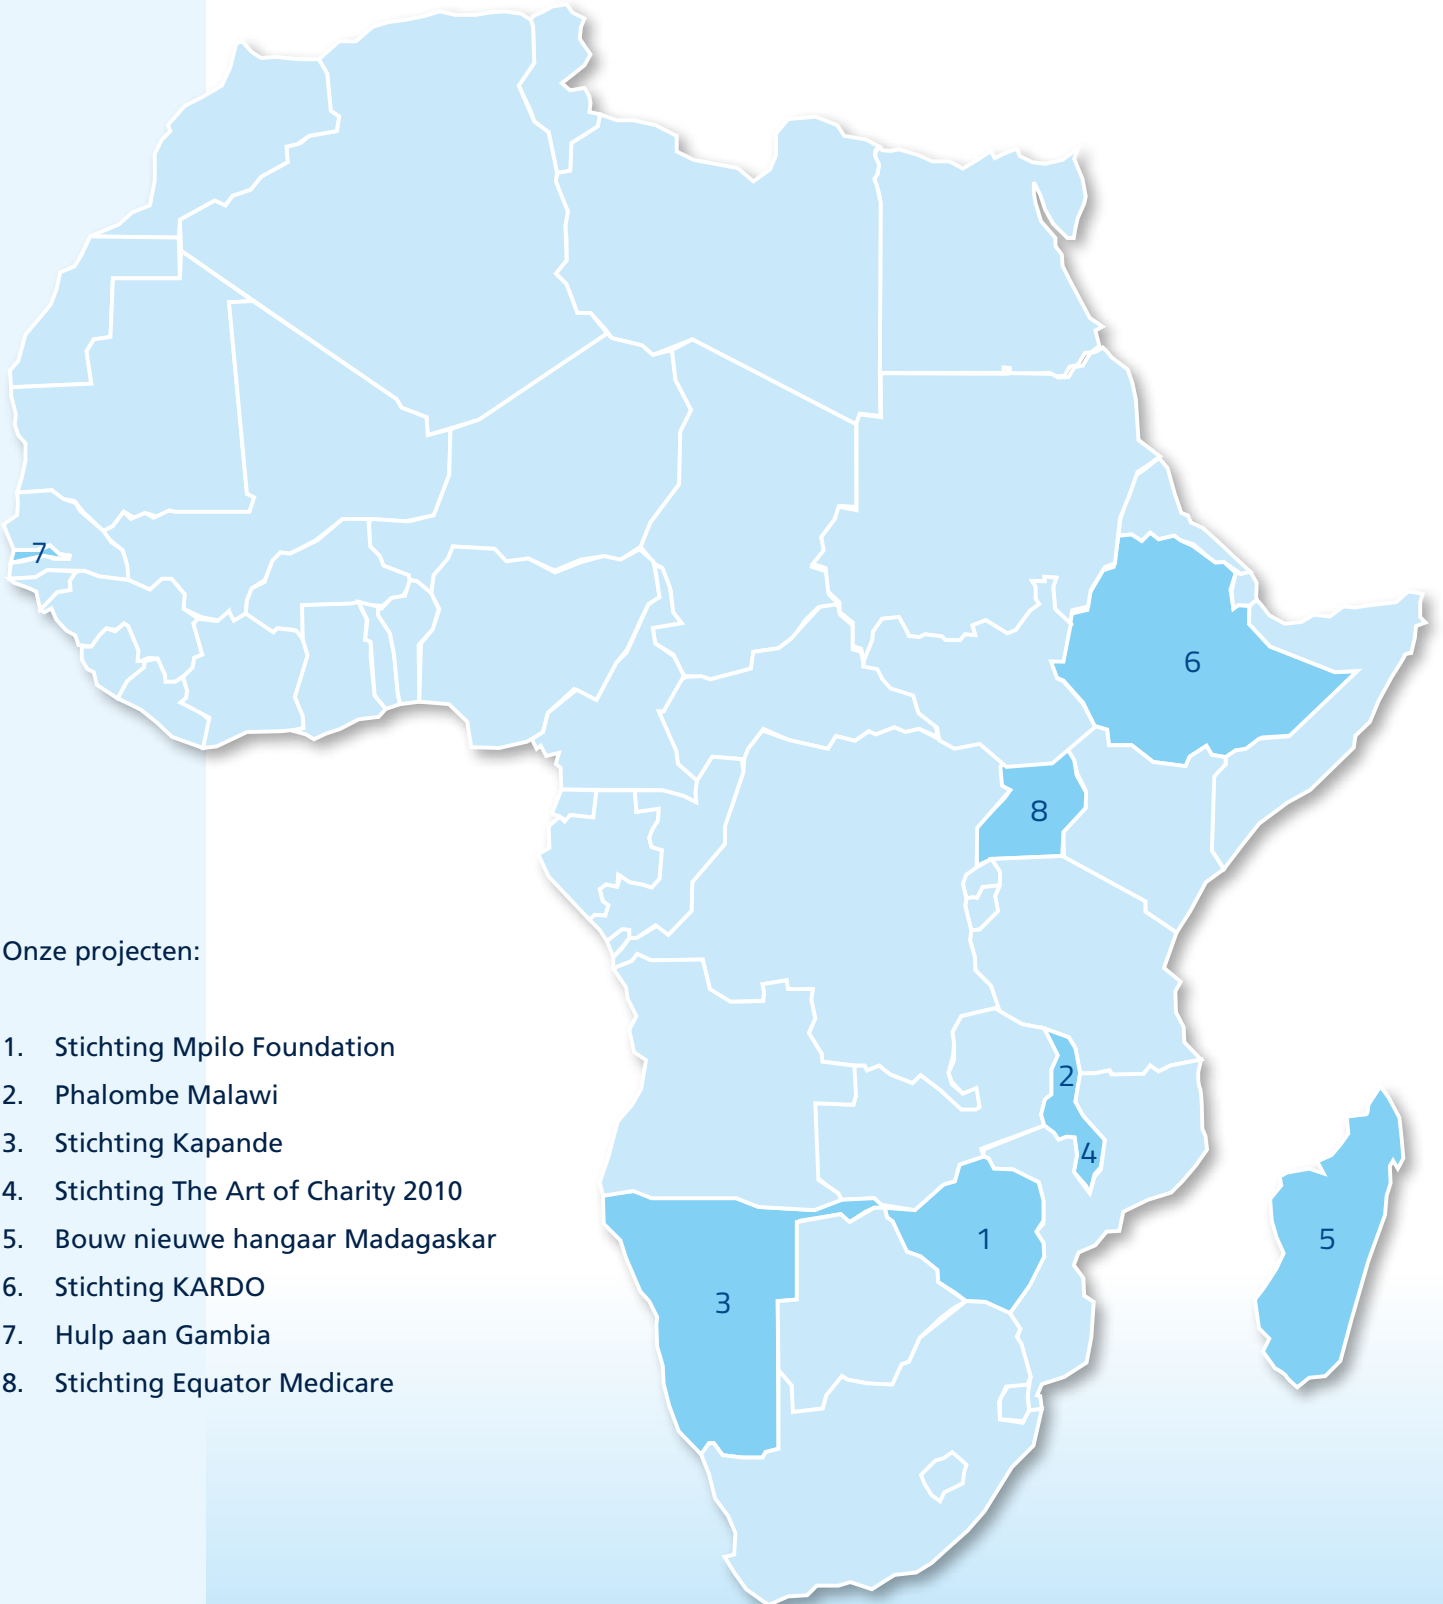 7
6
8
Onze projecten:
1. Stichting Mpilo Foundation
2. Phalombe Malawi
3. Stichting Kapande
4. Stichting The Art of Charity 2010
5. Bouw nieuwe hangaar Madagaskar
6. Stichting KARDO
7. Hulp aan Gambia
8. Stichting Equator Medicare
2
4
1
5
3